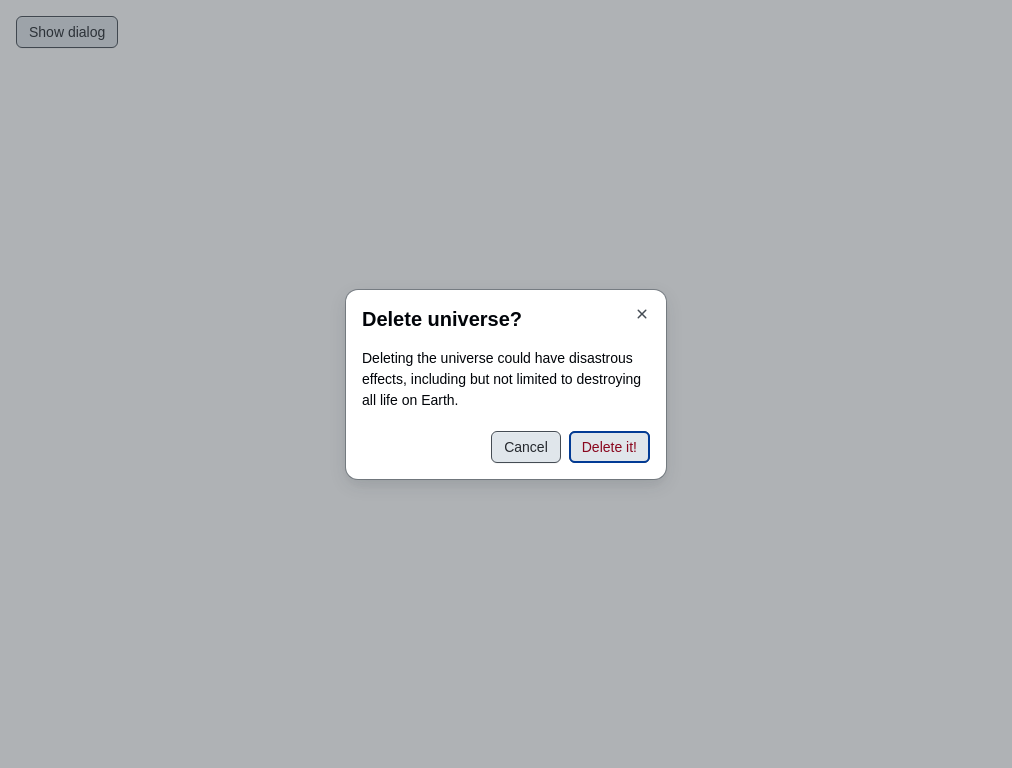 Show dialog
Delete universe?
Deleting the universe could have disastrous
effects, including but not limited to destroying
all life on Earth.
Cancel
Delete it!